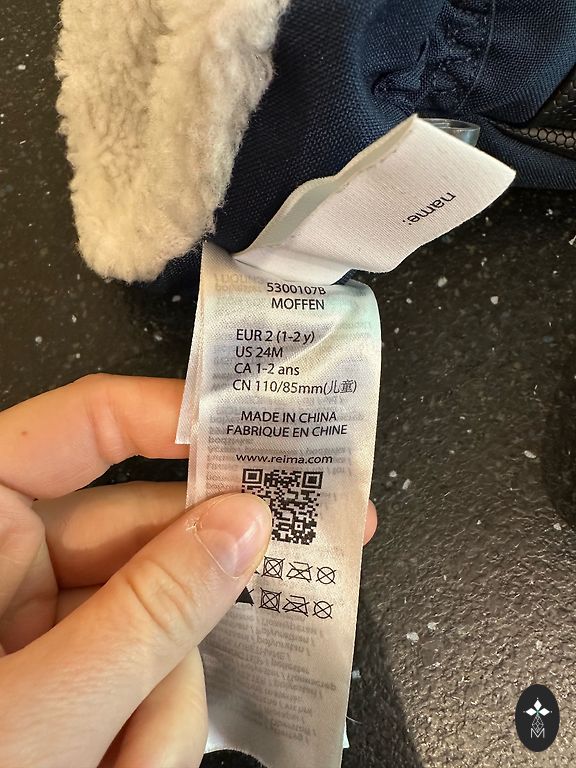 name:
5300107B
MOFFEN
EUR 2 (1-2 y)
US 24M
CA 1-2 ans
CN 110/85mm(儿童)
MADE IN CHINA
FABRIQUE EN CHINE
www.reima.com
M